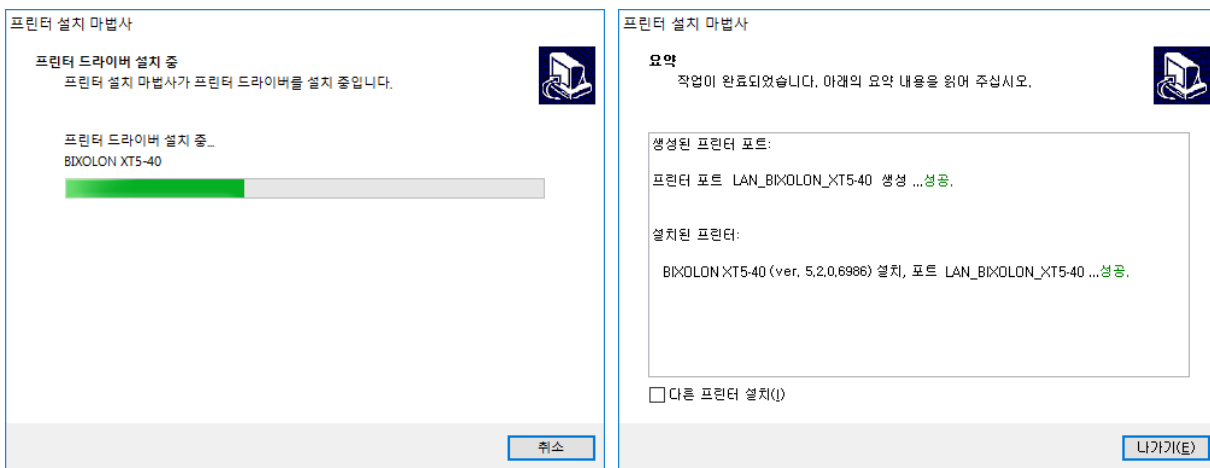 프린터 설치 마법사
프린터 드라이버 설치 중
프린터 설치 마법사가 프린터 드라이버를 설치 중입니다.
프린터 드라이버 설치 중...
BIXOLON XT5-40
취소
프린터 설치 마법사
요약
작업이 완료되었습니다. 아래의 요약 내용을 읽어 주십시오.
생성된 프린터 포트:
프린터 포트 LAN_BIXOLON_XT5-40 생성 ...성공.
설치된 프린터:
BIXOLON XT5-40 (ver. 5.2.0.6986) 설치, 포트 LAN_BIXOLON_XT5-40 ...성공.
다른 프린터 설치(I)
나가기(E)